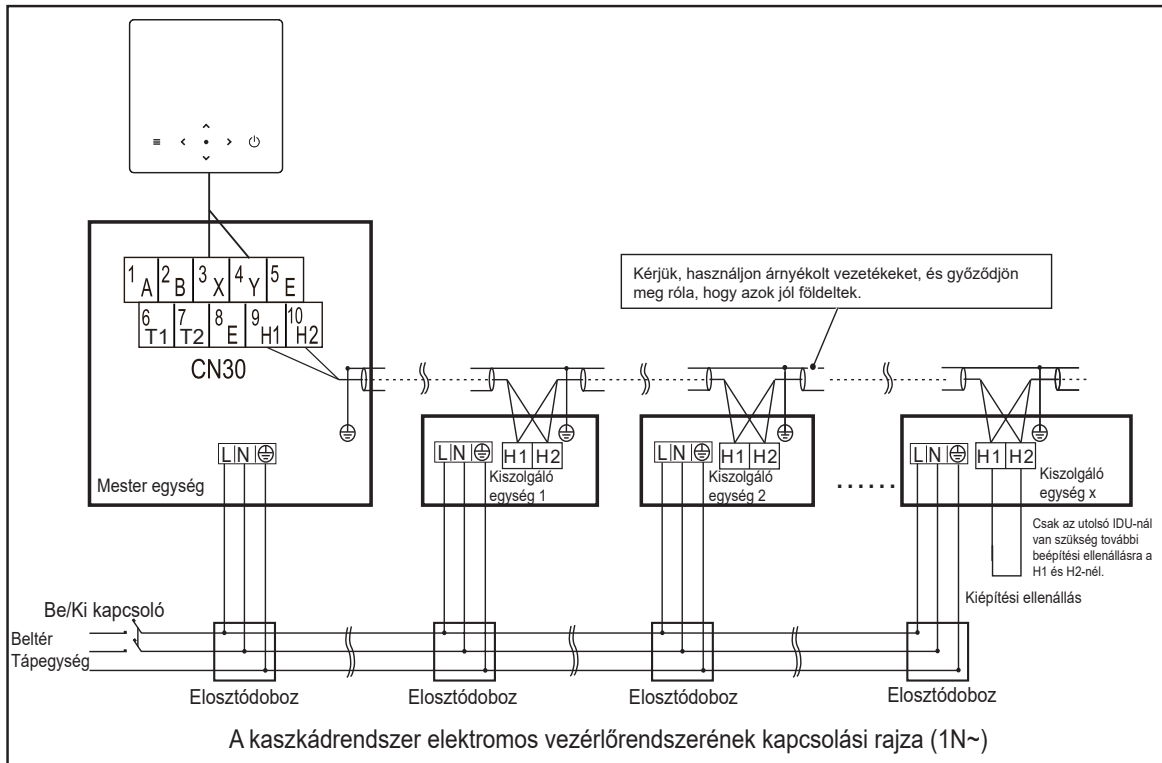 1 A 2 B 3 X 4 Y 5 E
6 T1 7 T2 8 E 9 H1 10 H2
CN30
Kérjük, használjon árnyékolt vezetékeket, és győződjön
meg róla, hogy azok jól földeltek.
L N
Mester egység
L N
H1 H2
Kiszolgáló
egység 1
L N
H1 H2
Kiszolgáló
egység 2
......
L N
H1 H2
Kiszolgáló
egység x
Csak az utolsó IDU-nál
van szükség további
beépítési ellenállásra a
H1 és H2-nél.
Kiépítési ellenállás
Be/Ki kapcsoló
Beltér
Tápegység
Elosztódoboz
Elosztódoboz
Elosztódoboz
Elosztódoboz
A kaszkádrendszer elektromos vezérlőrendszerének kapcsolási rajza (1N~)